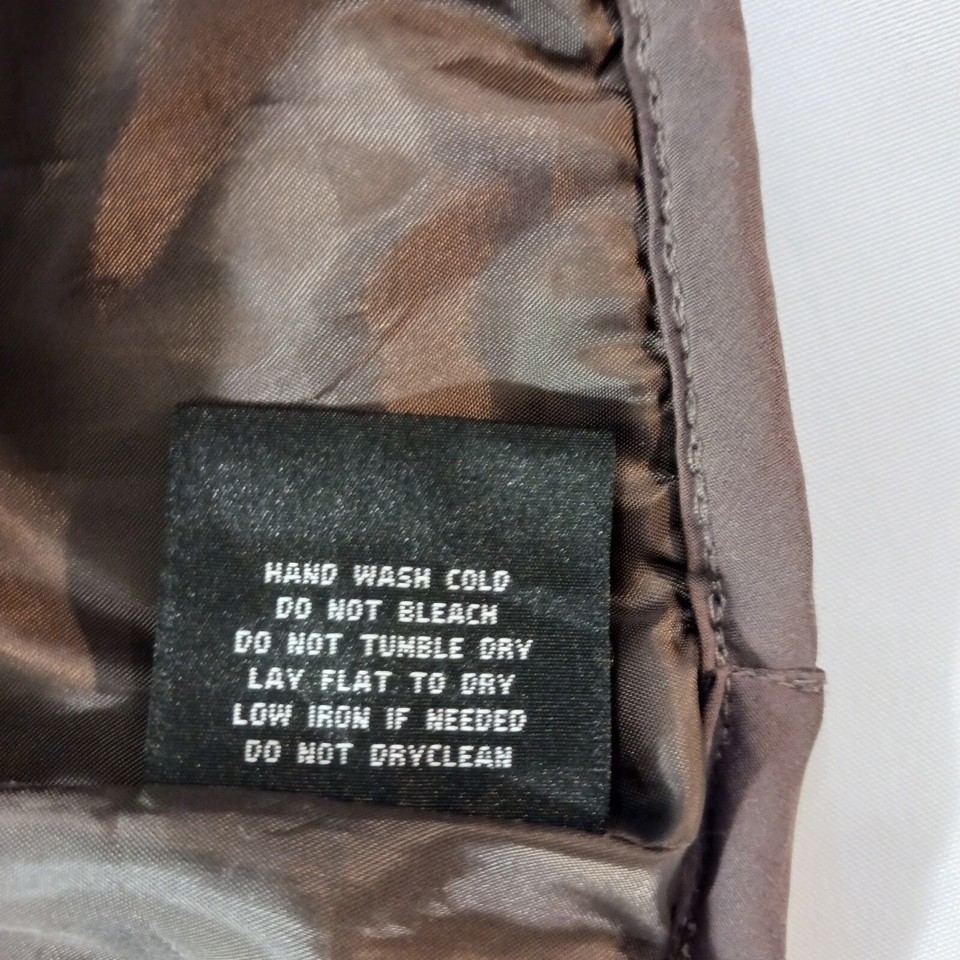 HAND WASH COLD
DO NOT BLEACH
DO NOT TUMBLE DRY
LAY FLAT TO DRY
LOW IRON IF NEEDED
DO NOT DRYCLEAN